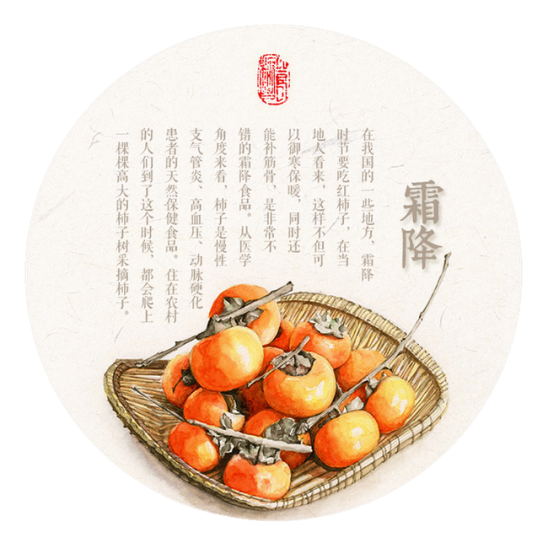 霜降
在我国的一些地方，霜降
时节要吃红柿子，在当
地人看来，这样不但可
以御寒保暖，同时还
能补筋骨，是非常不
错的霜降食品。从医学
角度来看，柿子是慢性
支气管炎、高血压、动脉硬化
患者的天然保健食品。住在农村
的人们到了这个时候，都会爬上
一棵棵高大的柿子树采摘柿子。